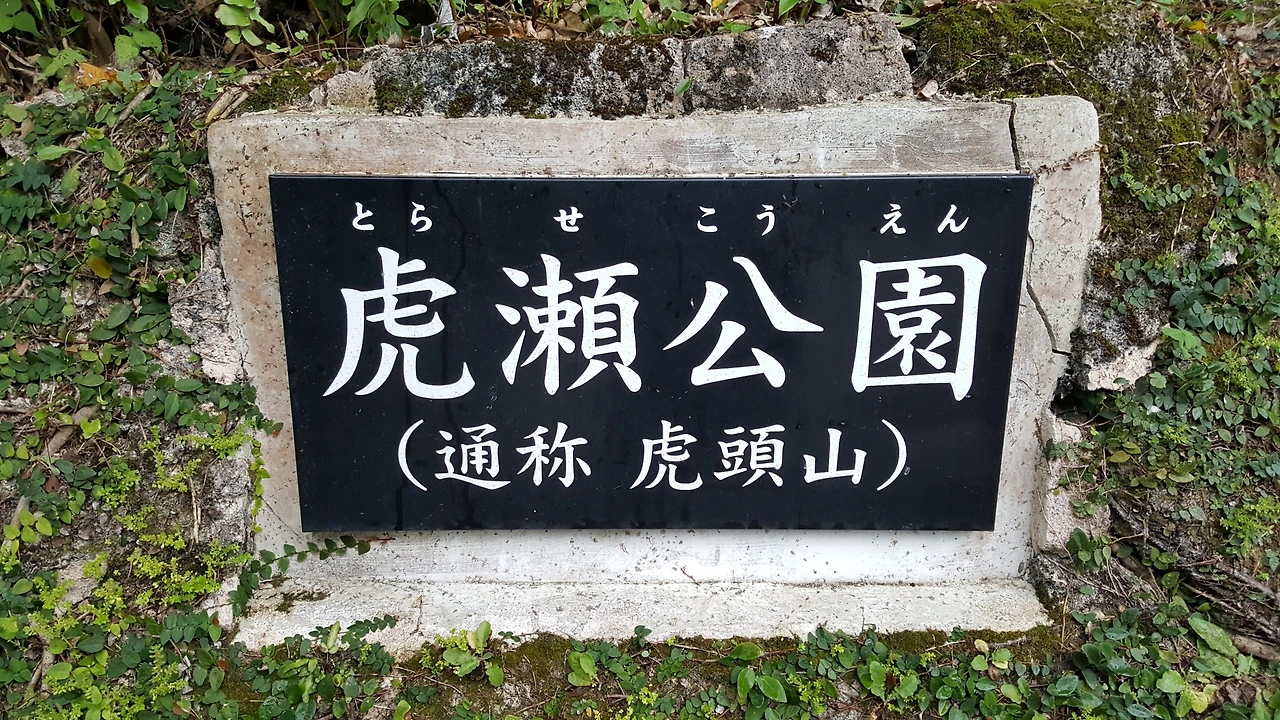 とら せ こう えん
虎瀬公園
（通称 虎頭山）